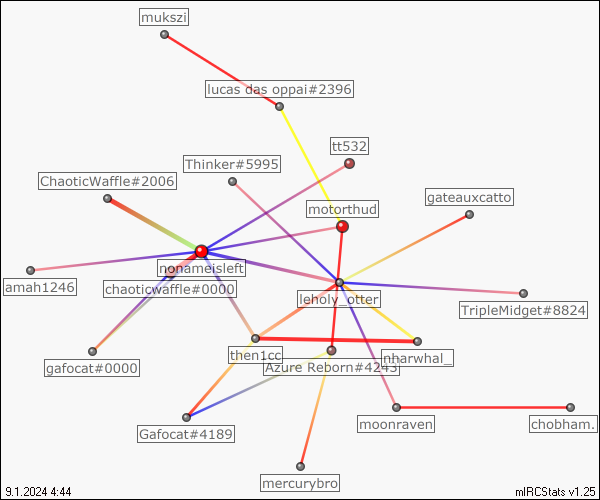 mukszi
lucas das oppai#2396
tt532
Thinker#5995
ChaoticWaffle#2006
gateauxcatto
motorthud
nonameisleft
amah1246
chaoticwaffle#0000
leholy_otter
TripleMidget#8824
then1cc
nharwhal_
gafocat#0000
Azure Reborn#4243
Gafocat#4189
moonraven
chobham.
mercurybro
9.1.2024 4:44
mIRCStats v1.25